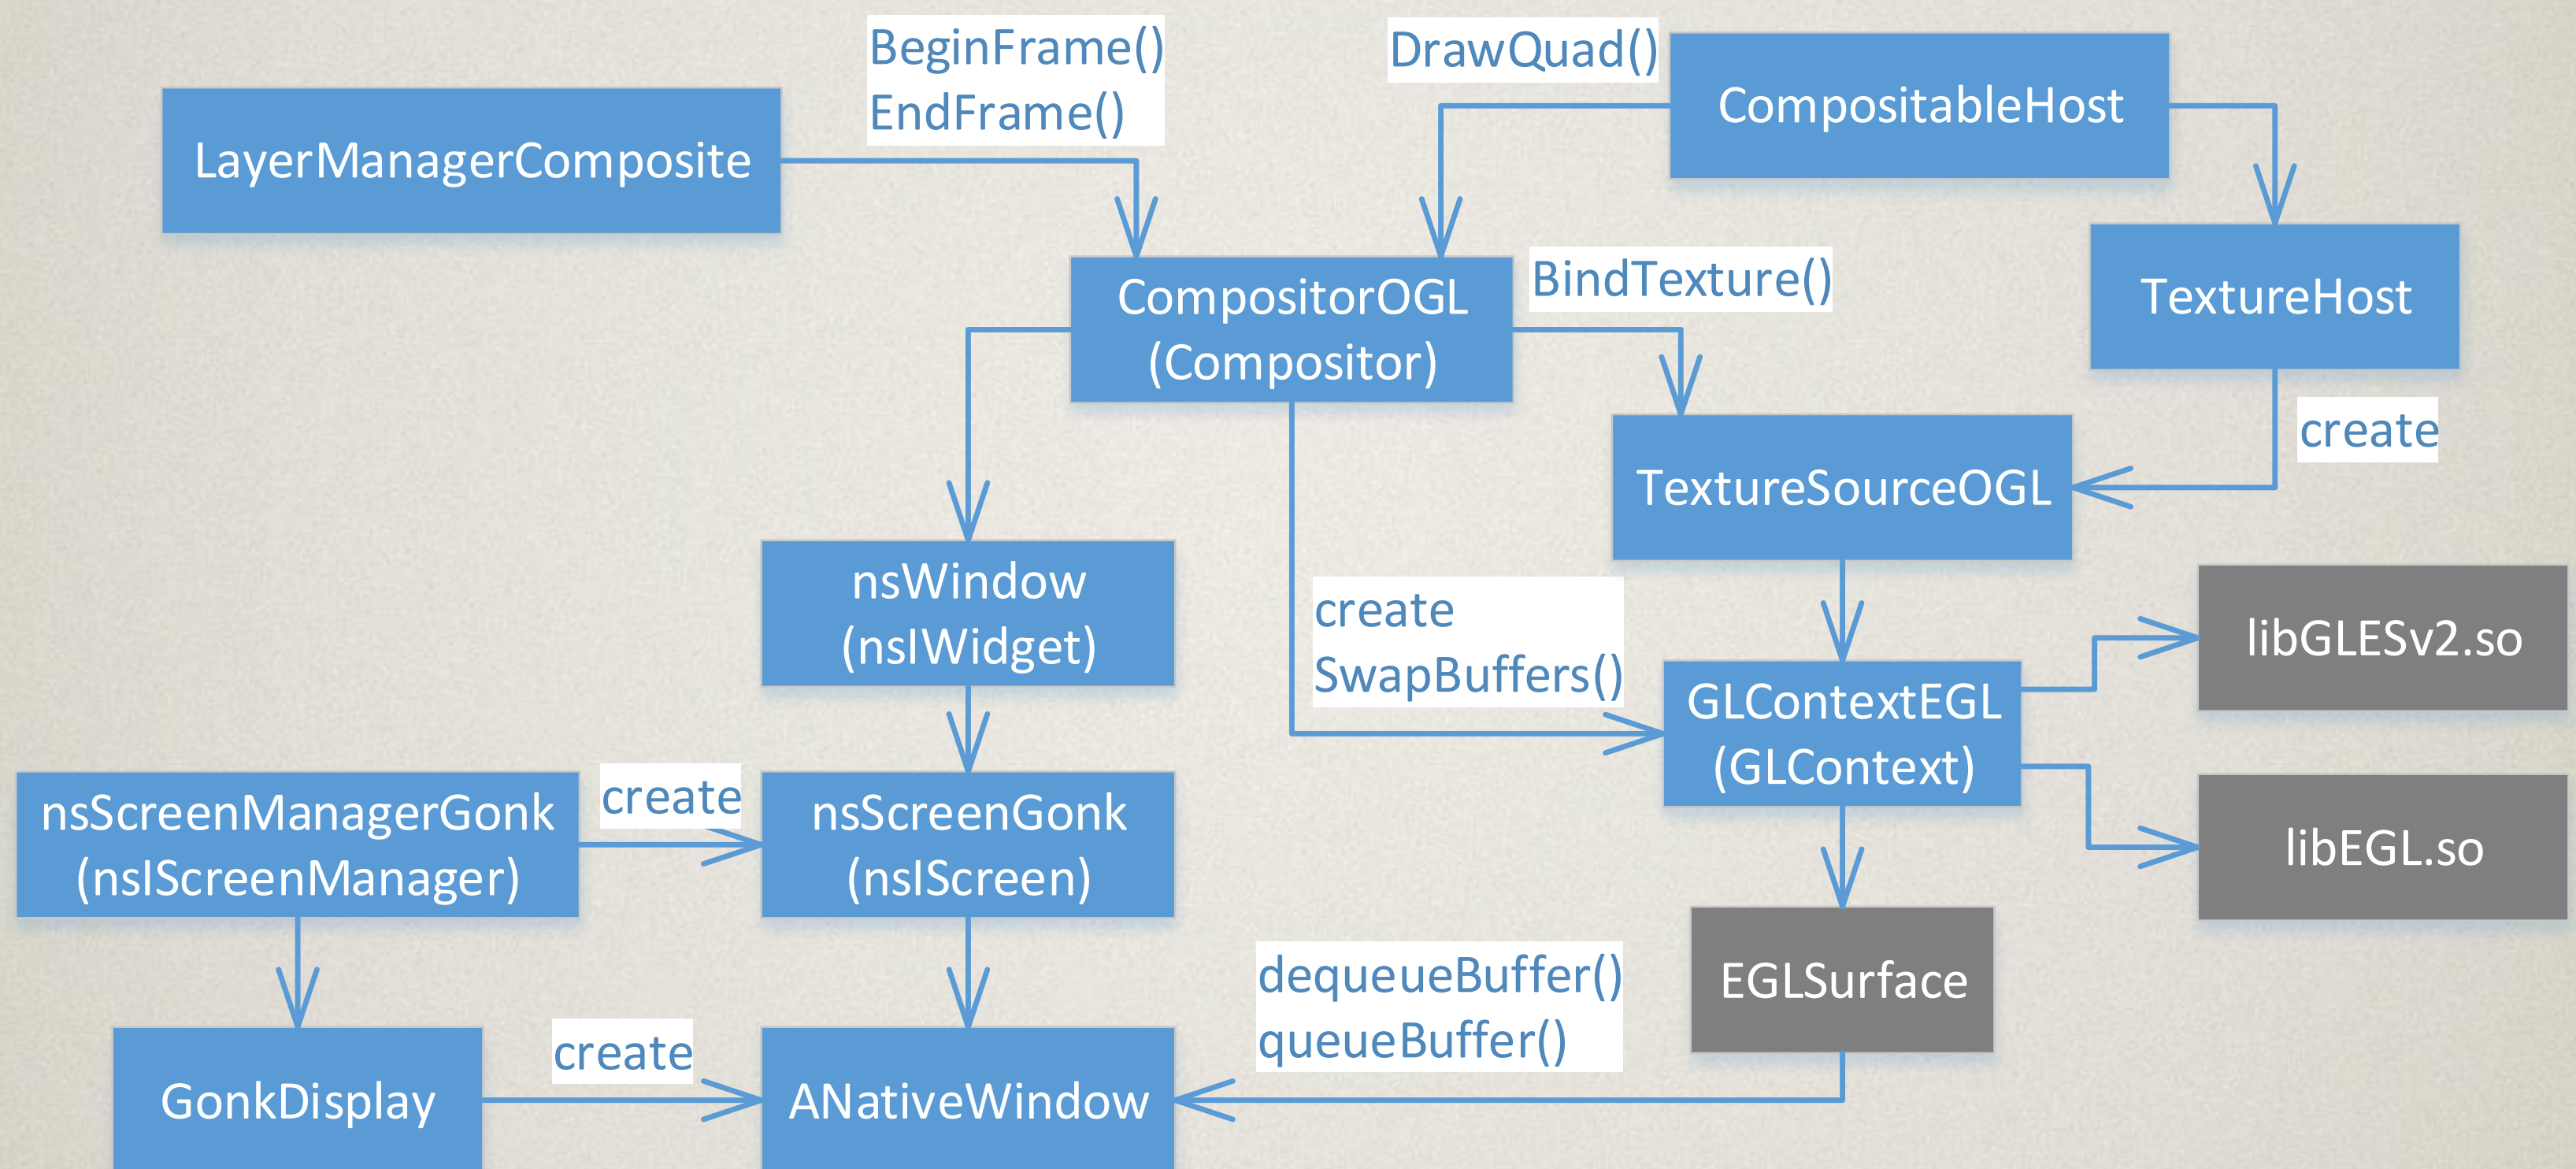 BeginFrame()
EndFrame()
DrawQuad()
CompositableHost
LayerManagerComposite
CompositorOGL
(Compositor)
BindTexture()
TextureHost
create
TextureSourceOGL
nsWindow
(nsIWidget)
create
SwapBuffers()
libGLESv2.so
GLContextEGL
(GLContext)
nsScreenManagerGonk
(nsIScreenManager)
create
nsScreenGonk
(nsIScreen)
libEGL.so
EGLSurface
dequeueBuffer()
queueBuffer()
GonkDisplay
create
ANativeWindow